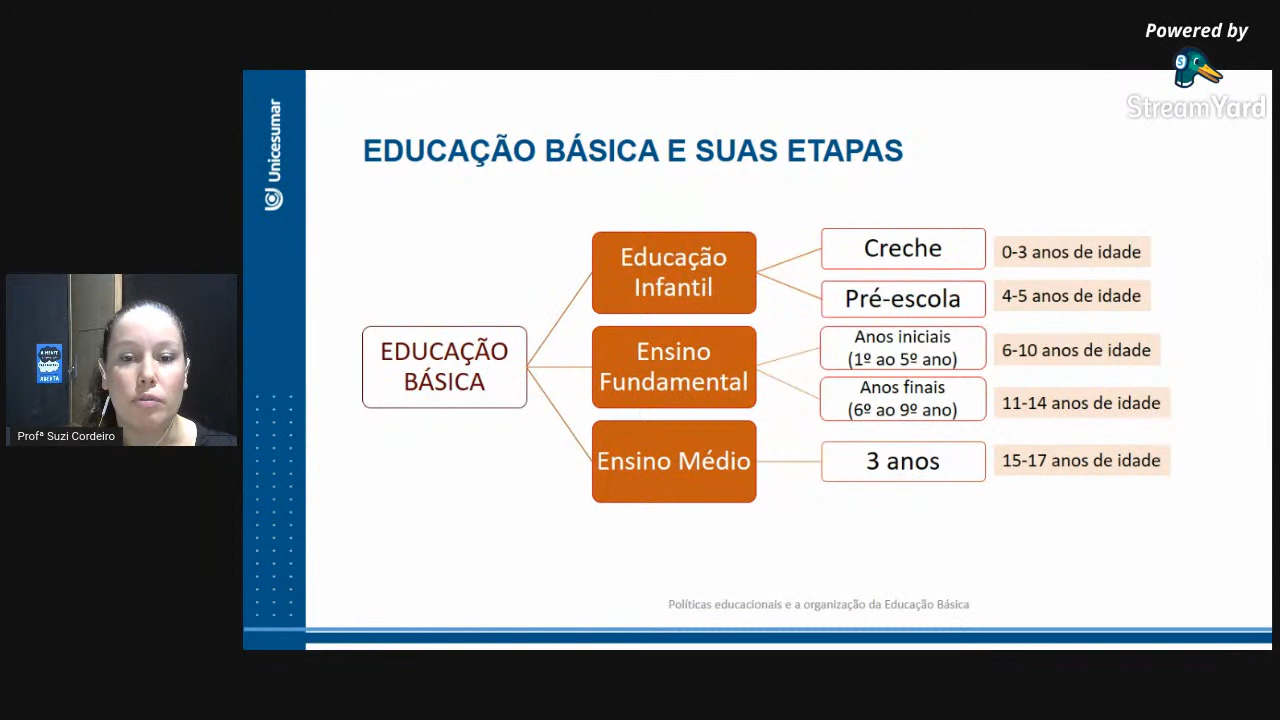 Powered by
StreamYard
Unicesumar
EDUCAÇÃO BÁSICA E SUAS ETAPAS
EDUCAÇÃO
BÁSICA
Educação
Infantil
Creche
0-3 anos de idade
Pré-escola
4-5 anos de idade
Ensino
Fundamental
Anos iniciais
(1º ao 5º ano)
6-10 anos de idade
Anos finais
(6º ao 9º ano)
11-14 anos de idade
Ensino Médio
3 anos
15-17 anos de idade
A MENTE
ABERTA
Profª Suzi Cordeiro
Políticas educacionais e a organização da Educação Básica